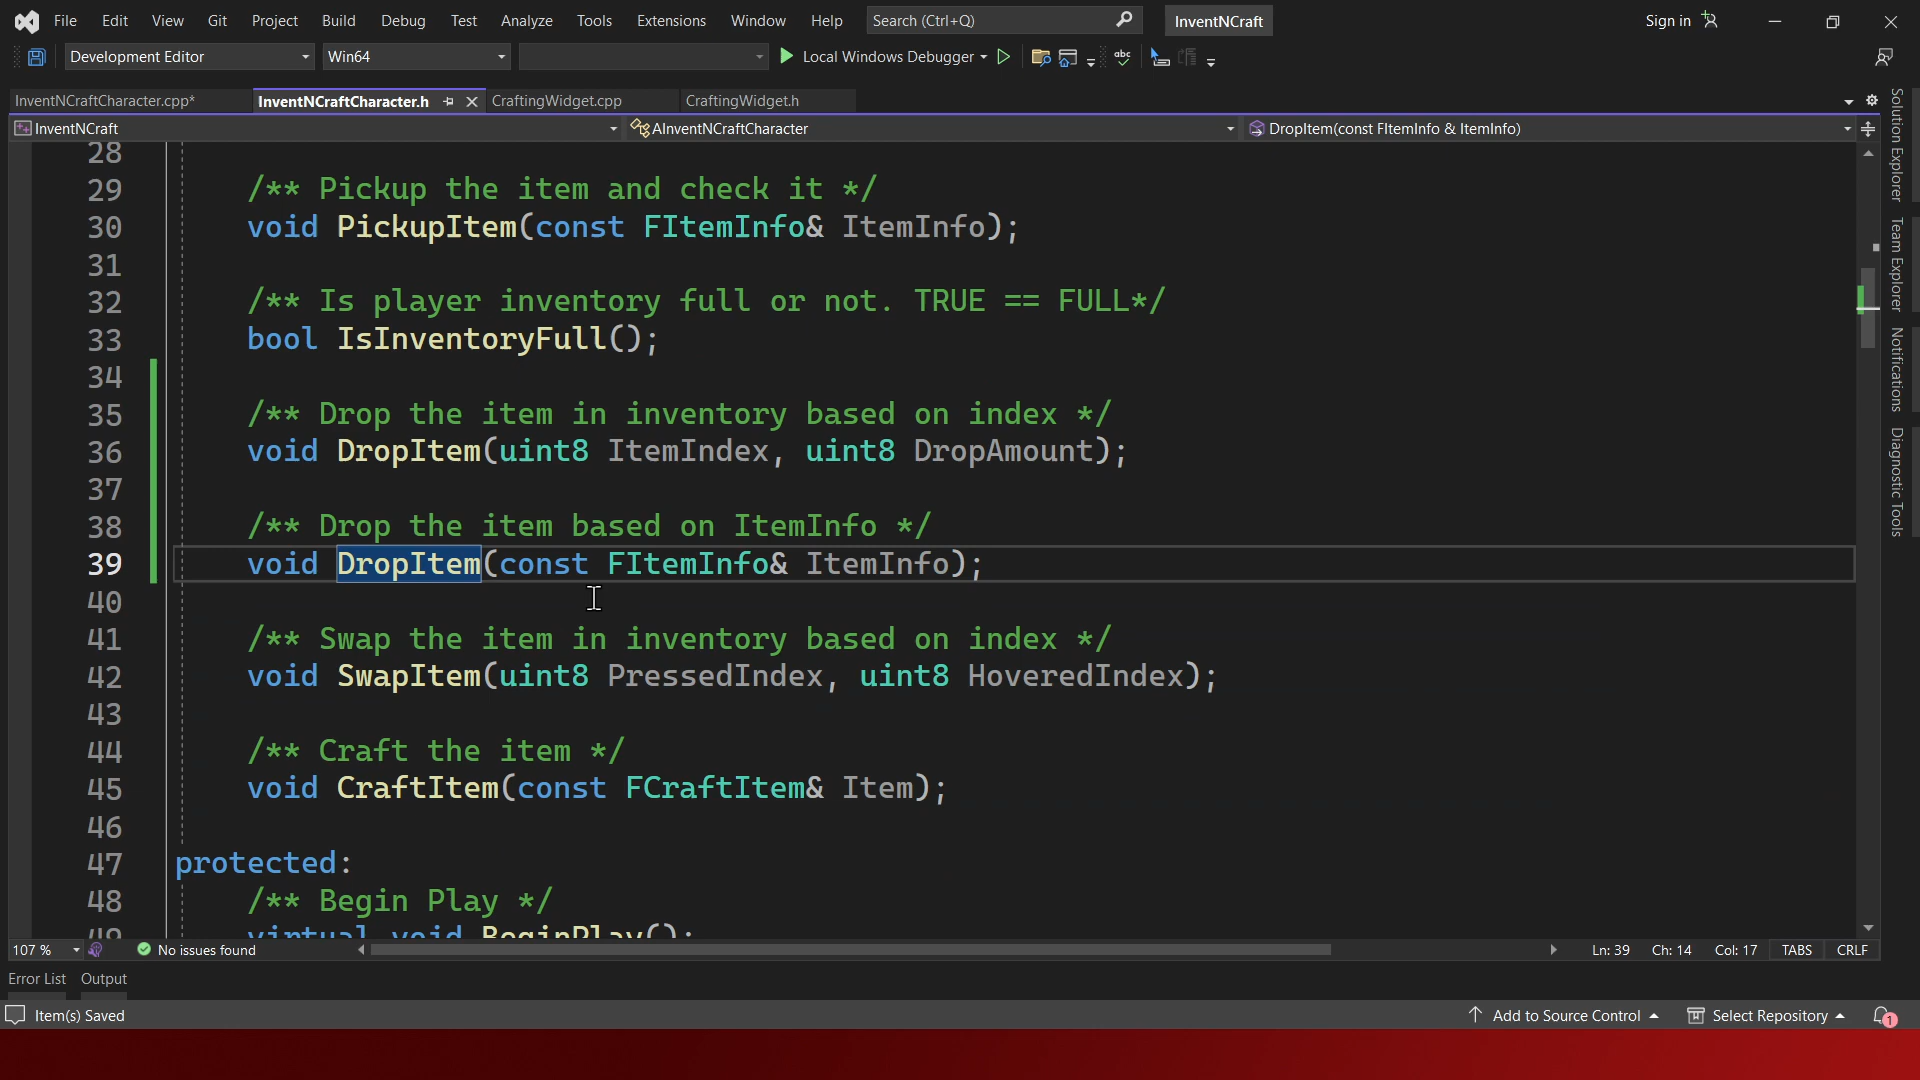 File Edit View Git Project Build Debug Test Analyze Tools Extensions Window Help Search (Ctrl+Q) InventNCraft Sign in
Development Editor Win64 Local Windows Debugger
InventNCraftCharacter.cpp* InventNCraftCharacter.h CraftingWidget.cpp CraftingWidget.h
InventNCraft AInventNCraftCharacter DropItem(const FItemInfo & ItemInfo)
28
29 /** Pickup the item and check it */
30 void PickupItem(const FItemInfo& ItemInfo);
31
32 /** Is player inventory full or not. TRUE == FULL*/
33 bool IsInventoryFull();
34
35 /** Drop the item in inventory based on index */
36 void DropItem(uint8 ItemIndex, uint8 DropAmount);
37
38 /** Drop the item based on ItemInfo */
39 void DropItem(const FItemInfo& ItemInfo);
40
41 /** Swap the item in inventory based on index */
42 void SwapItem(uint8 PressedIndex, uint8 HoveredIndex);
43
44 /** Craft the item */
45 void CraftItem(const FCraftItem& Item);
46
47 protected:
48 /** Begin Play */
49 virtual void BeginPlay();
Solution Explorer
Team Explorer
Notifications
Diagnostic Tools
107 % No issues found Ln: 39 Ch: 14 Col: 17 TABS CRLF
Error List Output
Item(s) Saved Add to Source Control Select Repository 1